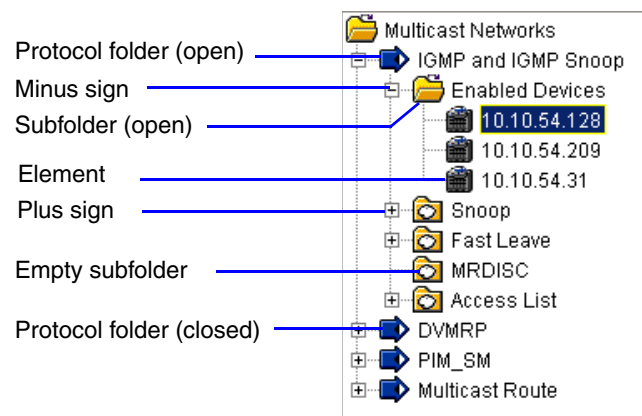 Multicast Networks
Protocol folder (open)
IGMP and IGMP Snoop
Minus sign
Enabled Devices
Subfolder (open)
10.10.54.128
10.10.54.209
Element
10.10.54.31
Plus sign
Snoop
Fast Leave
Empty subfolder
MRDISC
Access List
Protocol folder (closed)
DVMRP
PIM_SM
Multicast Route